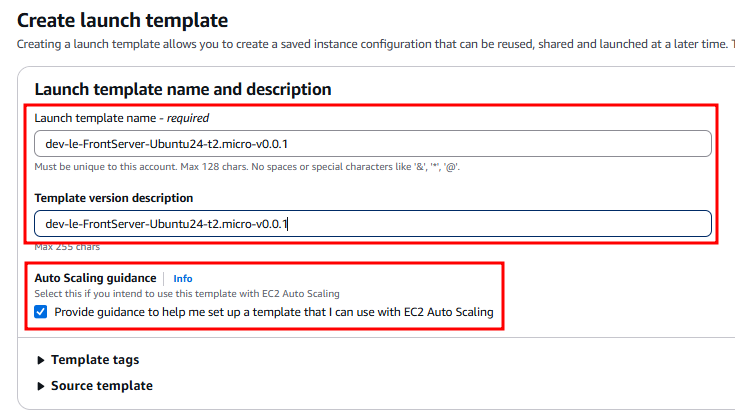 Create launch template
Creating a launch template allows you to create a saved instance configuration that can be reused, shared and launched at a later time.
Launch template name and description
Launch template name - required
dev-le-FrontServer-Ubuntu24-t2.micro-v0.0.1
Must be unique to this account. Max 128 chars. No spaces or special characters like '&', '*', '@'.
Template version description
dev-le-FrontServer-Ubuntu24-t2.micro-v0.0.1
Max 255 chars
Auto Scaling guidance
Info
Select this if you intend to use this template with EC2 Auto Scaling
Provide guidance to help me set up a template that I can use with EC2 Auto Scaling
Template tags
Source template